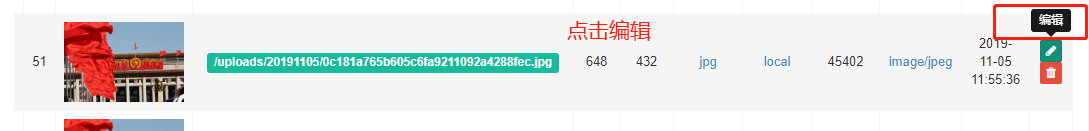 点击编辑
编辑
51
/uploads/20191105/0c181a765b605c6fa9211092a4288fec.jpg
648
432
jpg
local
45402
image/jpeg
2019-
11-05
11:55:36